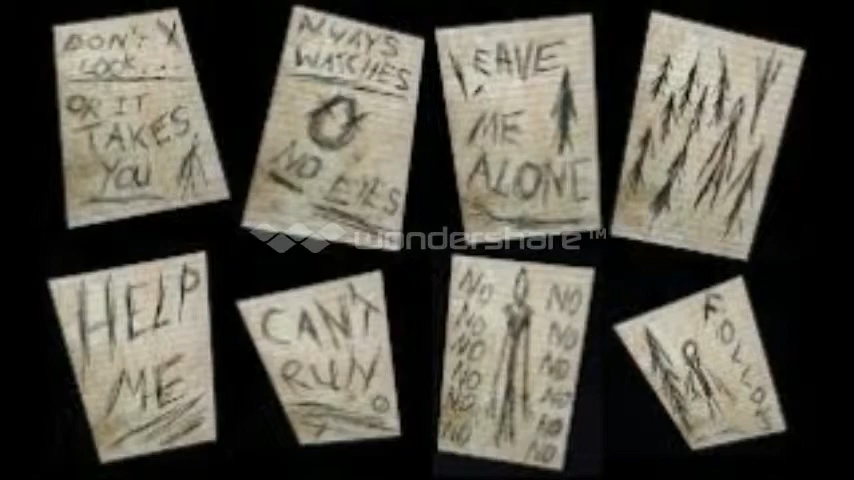 DON'T
LOOK...
OR IT
TAKES
YOU
ALWAYS
WATCHES
NO EYES
LEAVE
ME
ALONE
HELP
ME
CAN'T
RUN
NO NO
NO NO
NO NO
NO NO
NO NO
NO NO
FOLLOWS
wondershare™